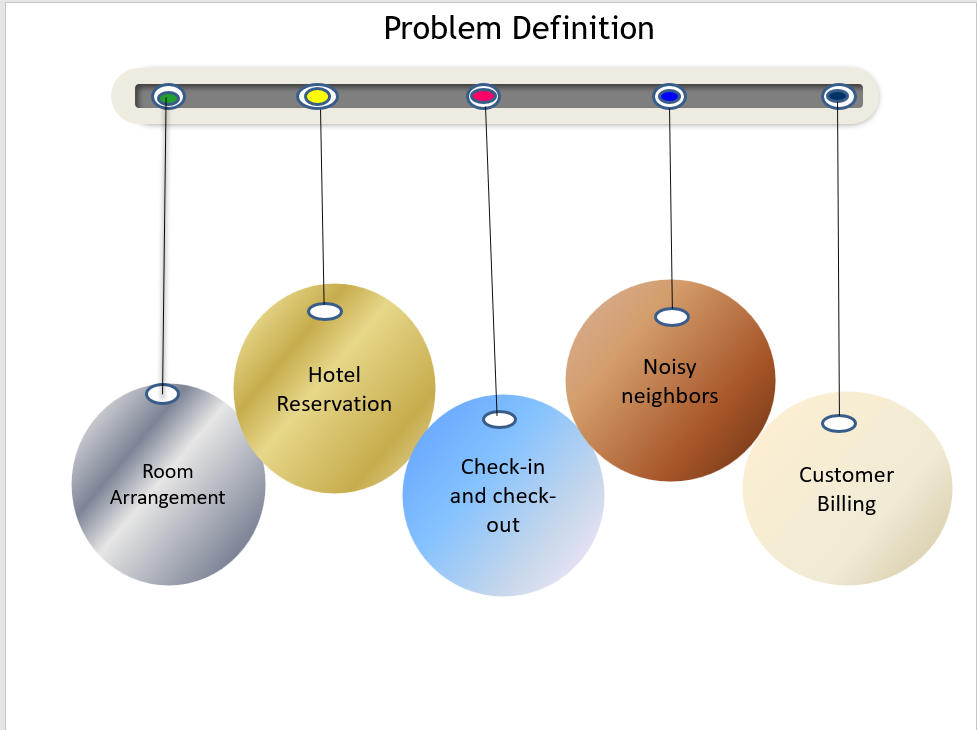 Problem Definition
Room
Arrangement
Hotel
Reservation
Check-in
and check-
out
Noisy
neighbors
Customer
Billing